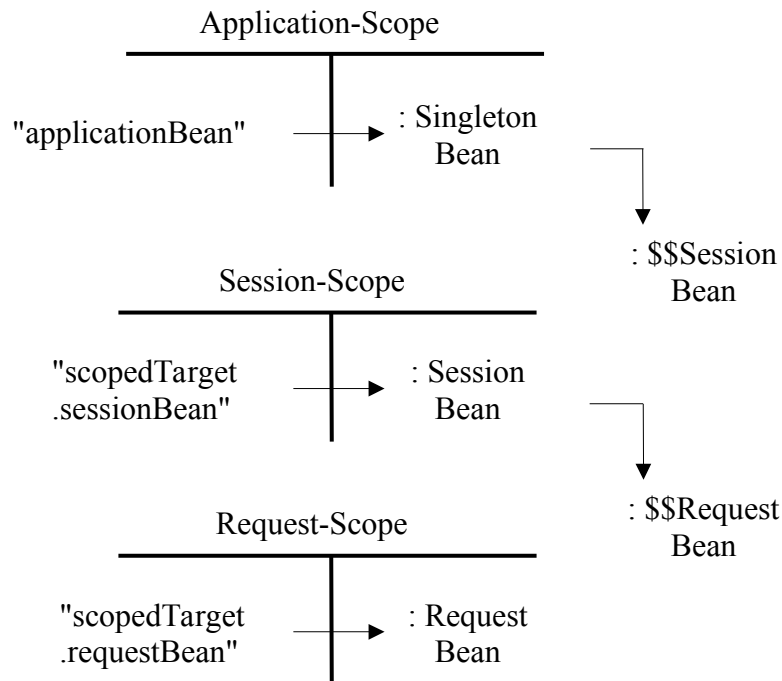 Application-Scope
"applicationBean"
: Singleton
Bean
: $$Session
Bean
Session-Scope
"scopedTarget
.sessionBean"
: Session
Bean
: $$Request
Bean
Request-Scope
"scopedTarget
.requestBean"
: Request
Bean